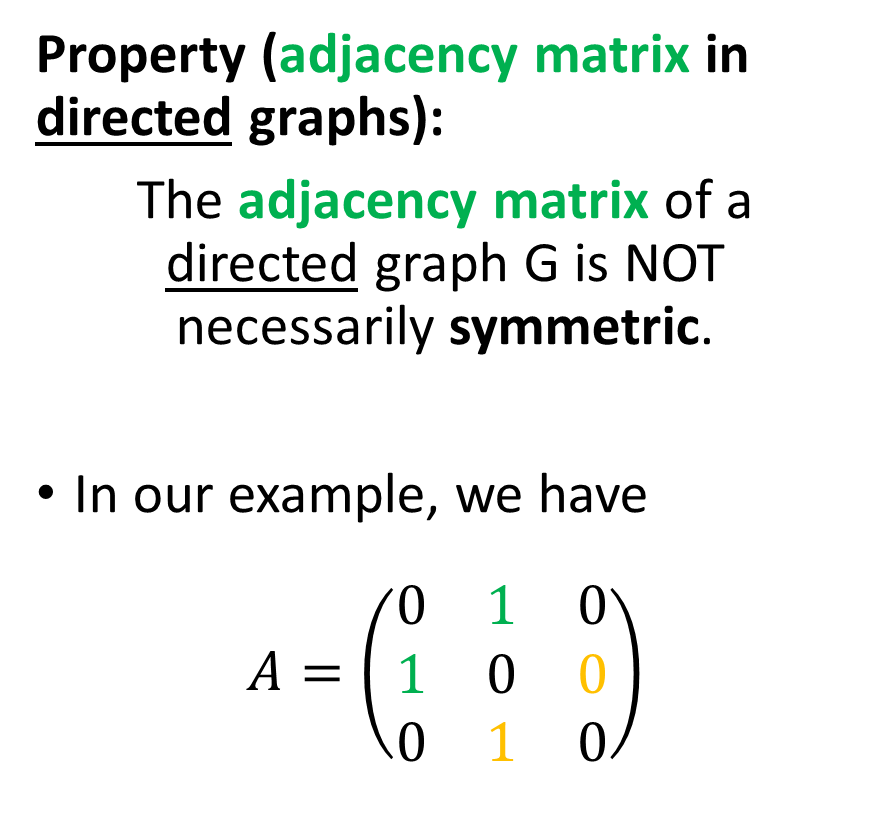 Property (adjacency matrix in
directed graphs):
The adjacency matrix of a
directed graph G is NOT
necessarily symmetric.
• In our example, we have
0 1 0
A = 1 0 0
0 1 0